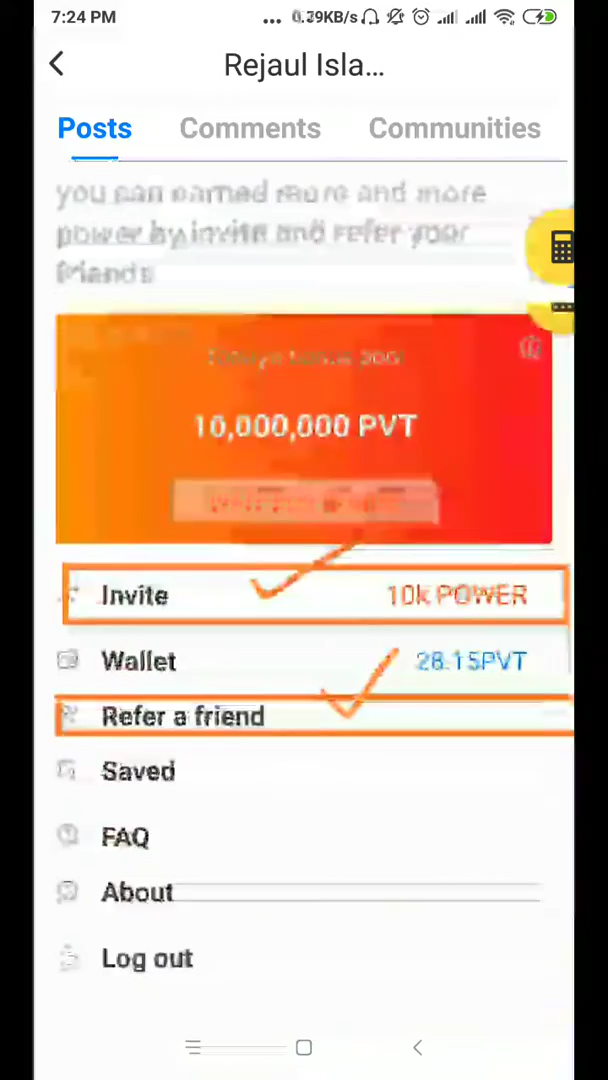 7:24 PM
... 0.39KB/s
Rejaul Isla...
Posts Comments Communities
you can earned more and more
power by invite and refer your
friends
10,000,000 PVT
Invite 10k POWER
Wallet 28.15PVT
Refer a friend
Saved
FAQ
About
Log out